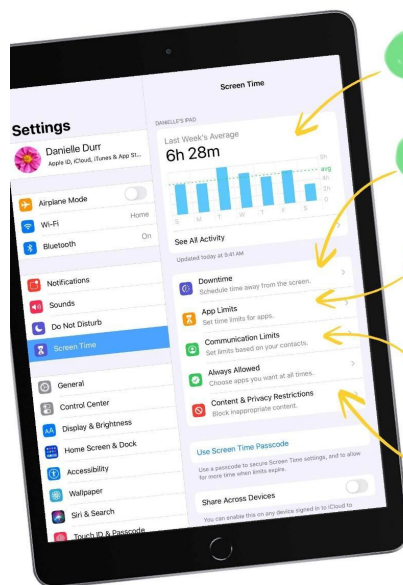 Settings
Danielle Durr
Apple ID, iCloud, iTunes & App St...
Airplane Mode
Wi-Fi
Home
Bluetooth
On
Notifications
Sounds
Do Not Disturb
Screen Time
General
Control Center
AA
Display & Brightness
Home Screen & Dock
Accessibility
Wallpaper
Siri & Search
Touch ID & Passcode
Screen Time
DANIELLE'S IPAD
Last Week's Average
6h 28m
8h
avg
4h
2h
0
S M T W T F S
See All Activity
Updated today at 9:41 AM
Downtime
Schedule time away from the screen.
App Limits
Set time limits for apps.
Communication Limits
Set limits based on your contacts.
Always Allowed
Choose apps you want at all times.
Content & Privacy Restrictions
Block inappropriate content.
Use Screen Time Passcode
Use a passcode to secure Screen Time settings, and to allow
for more time when limits expire.
Share Across Devices
You can enable this on any device signed in to iCloud to